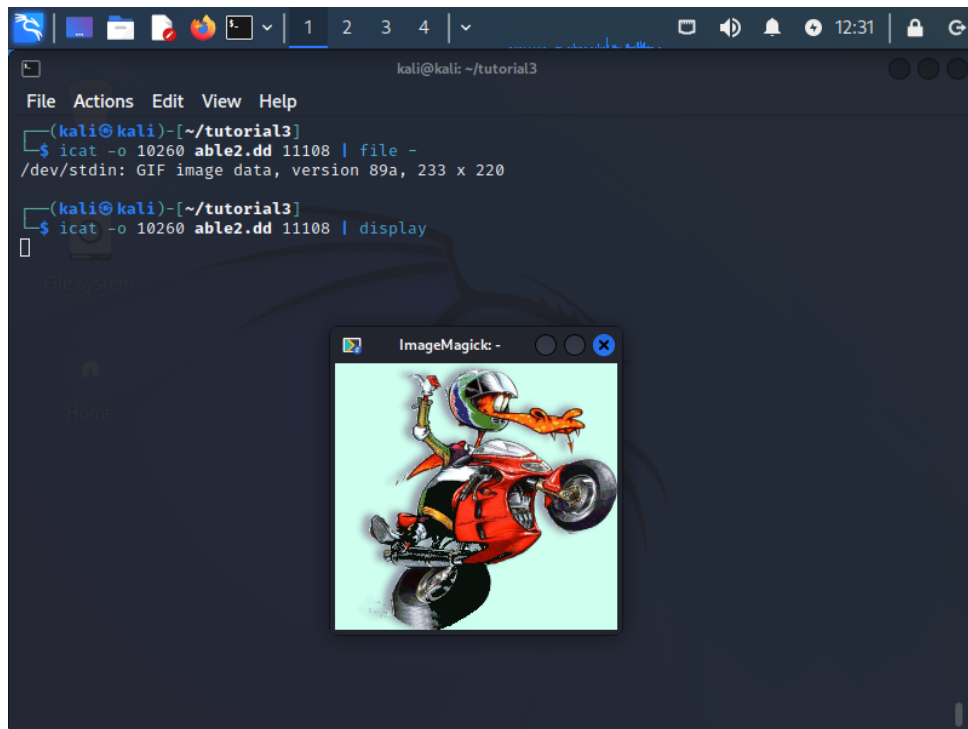 1 2 3 4 12:31
kali@kali: ~/tutorial3
File Actions Edit View Help
┌──(kali㉿kali)-[~/tutorial3]
└─$ icat -o 10260 able2.dd 11108 | file -
/dev/stdin: GIF image data, version 89a, 233 x 220
┌──(kali㉿kali)-[~/tutorial3]
└─$ icat -o 10260 able2.dd 11108 | display
File System
ImageMagick: -
Home